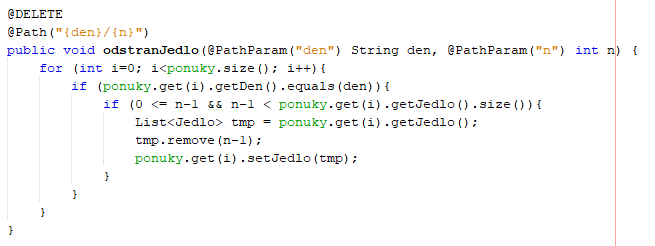 @DELETE
@Path("{den}/{n}")
public void odstranJedlo(@PathParam("den") String den, @PathParam("n") int n) {
    for (int i=0; i<ponuky.size(); i++){
        if (ponuky.get(i).getDen().equals(den)){
            if (0 <= n-1 && n-1 < ponuky.get(i).getJedlo().size()){
                List<Jedlo> tmp = ponuky.get(i).getJedlo();
                tmp.remove(n-1);
                ponuky.get(i).setJedlo(tmp);
            }
        }
    }
}